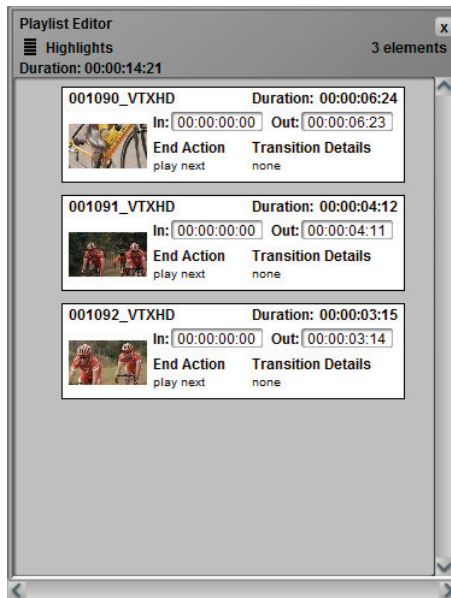 Playlist Editor
x
Highlights 3 elements
Duration: 00:00:14:21
001090_VTXHD Duration: 00:00:06:24
In: 00:00:00:00 Out: 00:00:06:23
End Action Transition Details
play next none
001091_VTXHD Duration: 00:00:04:12
In: 00:00:00:00 Out: 00:00:04:11
End Action Transition Details
play next none
001092_VTXHD Duration: 00:00:03:15
In: 00:00:00:00 Out: 00:00:03:14
End Action Transition Details
play next none